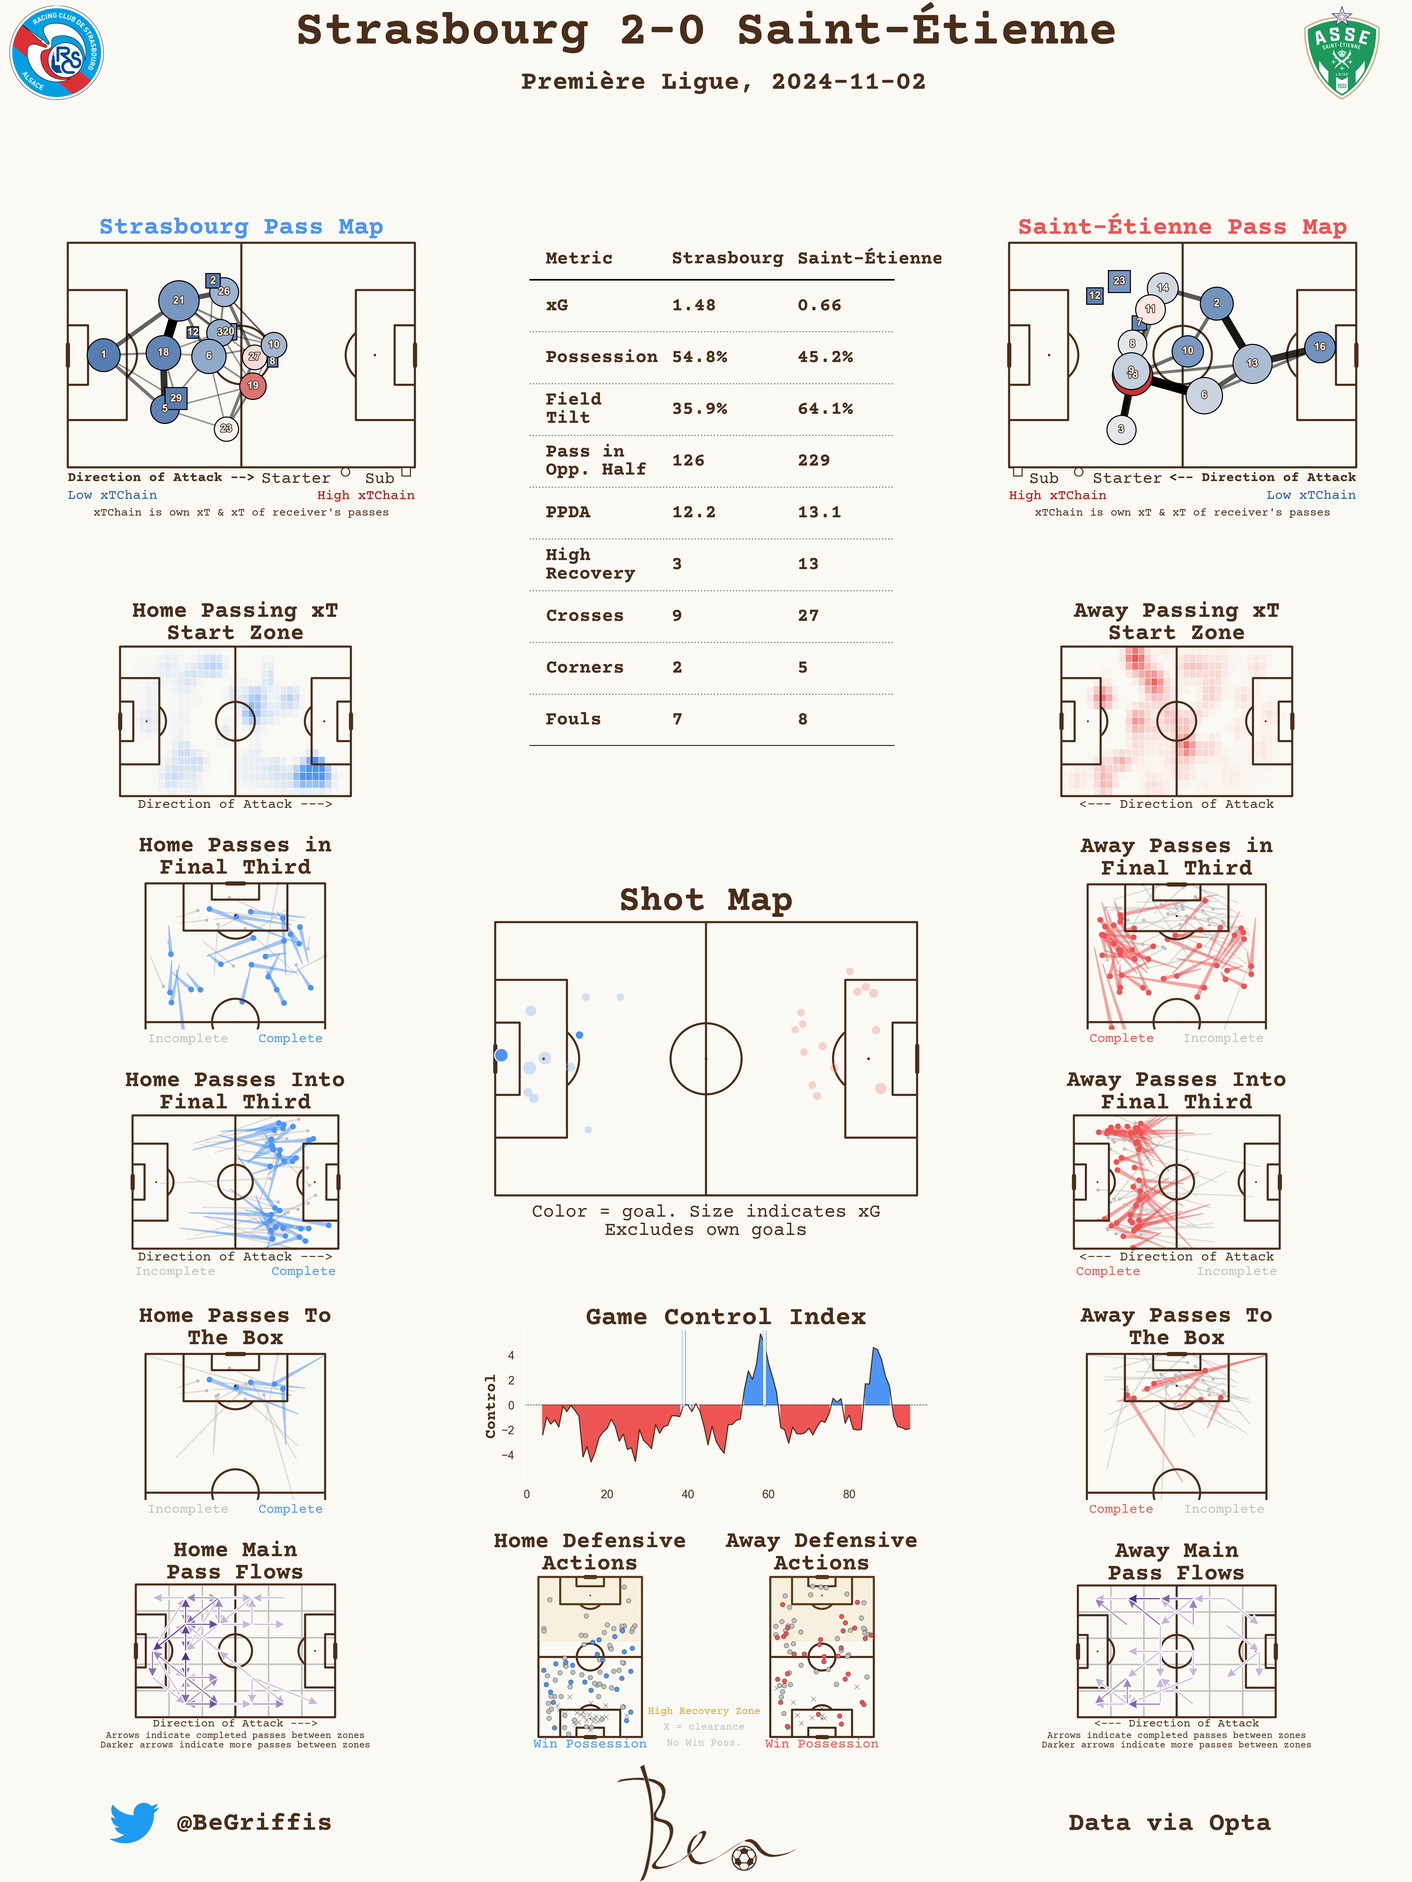 Strasbourg 2-0 Saint-Étienne
Première Ligue, 2024-11-02
RACING CLUB DE STRASBOURG
RCS
ALSACE
ASSE
SAINT-ÉTIENNE
LOIRE
Strasbourg Pass Map
21
2
26
12
3
20
1
18
6
27
10
8
19
29
5
23
Direction of Attack --> Starter Sub
Low xTChain High xTChain
xTChain is own xT & xT of receiver's passes
Metric Strasbourg Saint-Étienne
xG 1.48 0.66
Possession 54.8% 45.2%
Field
Tilt 35.9% 64.1%
Pass in
Opp. Half 126 229
PPDA 12.2 13.1
High
Recovery 3 13
Crosses 9 27
Corners 2 5
Fouls 7 8
Saint-Étienne Pass Map
23
12
14
11
2
7
8
10
16
9
18
13
6
3
Sub Starter <-- Direction of Attack
High xTChain Low xTChain
xTChain is own xT & xT of receiver's passes
Home Passing xT
Start Zone
Direction of Attack --->
Away Passing xT
Start Zone
<--- Direction of Attack
Home Passes in
Final Third
Incomplete Complete
Away Passes in
Final Third
Complete Incomplete
Shot Map
Color = goal. Size indicates xG
Excludes own goals
Home Passes Into
Final Third
Direction of Attack --->
Incomplete Complete
Away Passes Into
Final Third
<--- Direction of Attack
Complete Incomplete
Home Passes To
The Box
Incomplete Complete
Game Control Index
Control
4
2
0
−2
−4
0 20 40 60 80
Away Passes To
The Box
Complete Incomplete
Home Main
Pass Flows
Direction of Attack --->
Arrows indicate completed passes between zones
Darker arrows indicate more passes between zones
Home Defensive
Actions
Win Possession
Away Defensive
Actions
Win Possession
High Recovery Zone
X = clearance
No Win Poss.
Away Main
Pass Flows
<--- Direction of Attack
Arrows indicate completed passes between zones
Darker arrows indicate more passes between zones
@BeGriffis
Ben
Data via Opta